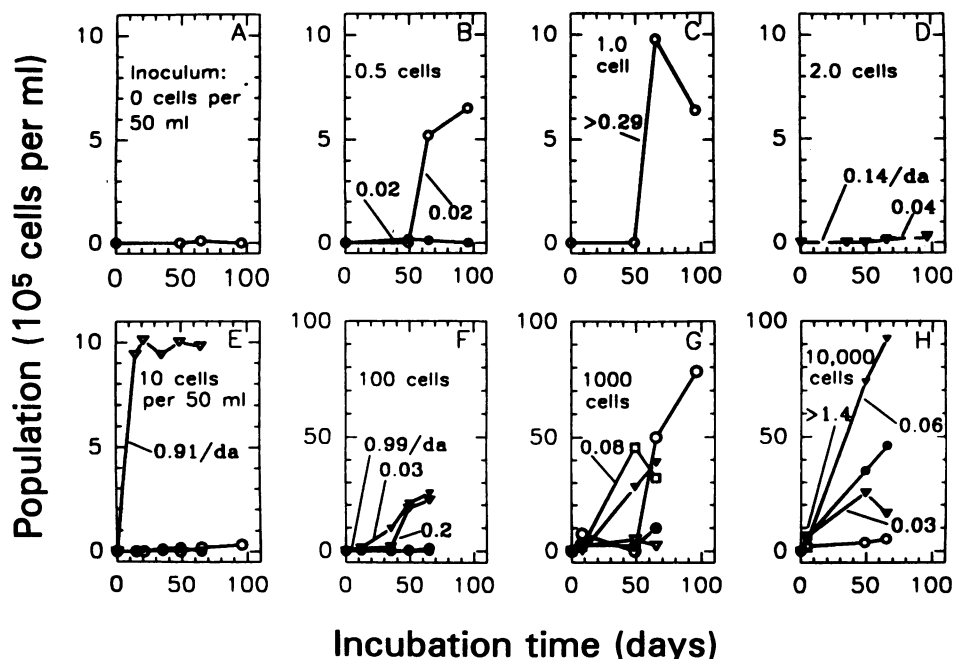 Population (10⁵ cells per ml)
10
5
0
A
Inoculum:
0 cells per
50 ml
0 50 100
10
5
0
B
0.5 cells
0.02
0.02
0 50 100
10
5
0
C
1.0
cell
>0.29
0 50 100
10
5
0
D
2.0 cells
0.14/da
0.04
0 50 100
10
5
0
E
10 cells
per 50 ml
0.91/da
0 50 100
100
50
0
F
100 cells
0.99/da
0.03
0.2
0 50 100
100
50
0
G
1000
cells
0.08
0 50 100
100
50
0
H
10,000
cells
>1.4
0.06
0.03
0 50 100
Incubation time (days)